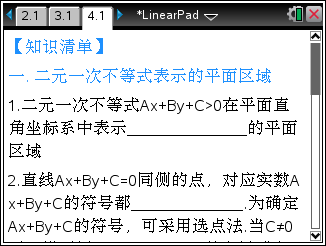 2.1 3.1 4.1 *LinearPad
【知识清单】
一. 二元一次不等式表示的平面区域
1.二元一次不等式Ax+By+C>0在平面直
角坐标系中表示______________的平面
区域
2.直线Ax+By+C=0同侧的点，对应实数A
x+By+C的符号都__________.为确定
Ax+By+C的符号，可采用选点法.当C≠0